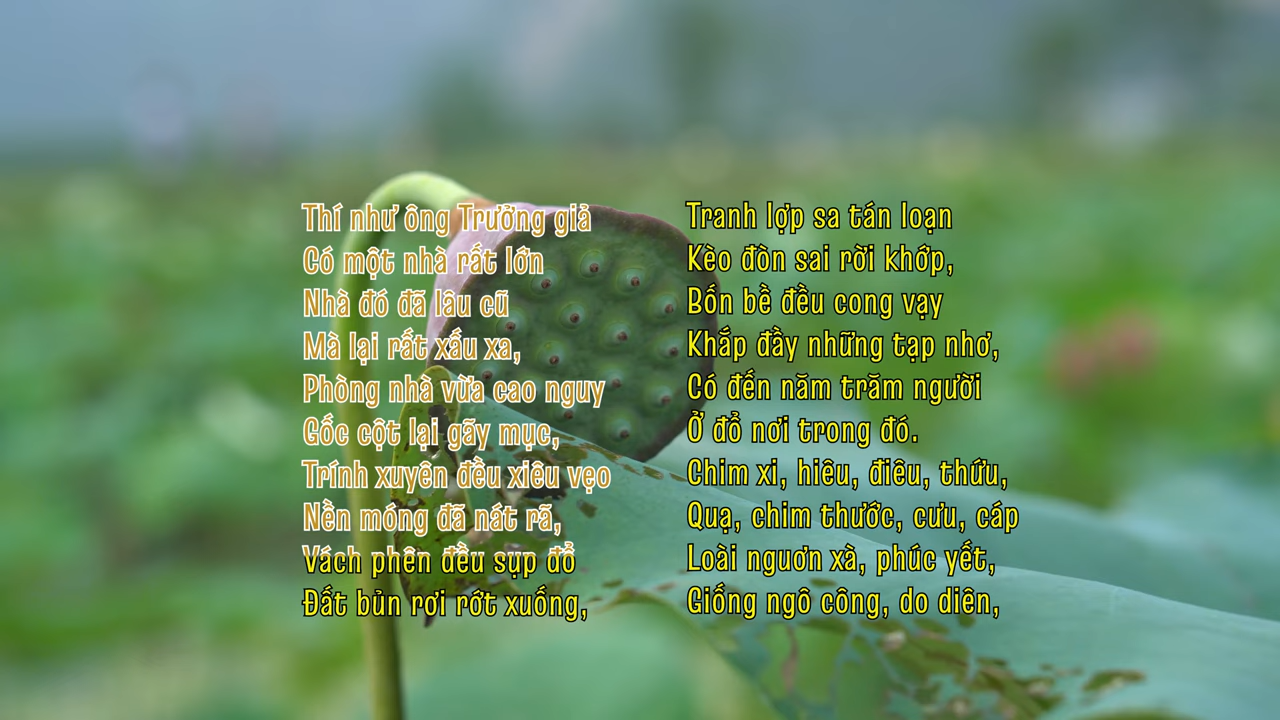 Thí như ông Trưởng giả
Có một nhà rất lớn
Nhà đó đã lâu cũ
Mà lại rất xấu xa,
Phòng nhà vừa cao nguy
Gốc cột lại gãy mục,
Trính xuyên đều xiêu vẹo
Nền móng đã nát rã,
Vách phên đều sụp đổ
Đất bủn rơi rớt xuống,
Tranh lợp sa tán loạn
Kèo đòn sai rời khớp,
Bốn bề đều cong vạy
Khắp đầy những tạp nhơ,
Có đến năm trăm người
Ở đổ nơi trong đó.
Chim xi, hiêu, điêu, thứu,
Quạ, chim thước, cưu, cáp
Loài nguơn xà, phúc yết,
Giống ngô công, do diên,